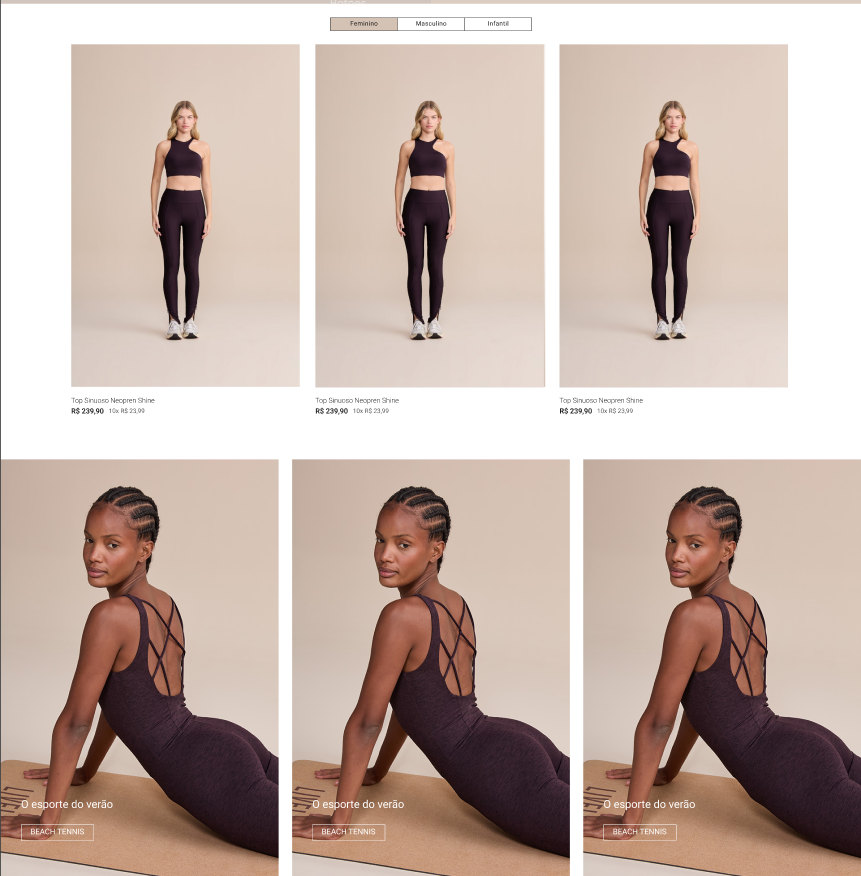 Feminino
Masculino
Infantil
Top Sinuoso Neopren Shine
R$ 239,90 10x R$ 23,99
Top Sinuoso Neopren Shine
R$ 239,90 10x R$ 23,99
Top Sinuoso Neopren Shine
R$ 239,90 10x R$ 23,99
O esporte do verão
BEACH TENNIS
O esporte do verão
BEACH TENNIS
O esporte do verão
BEACH TENNIS